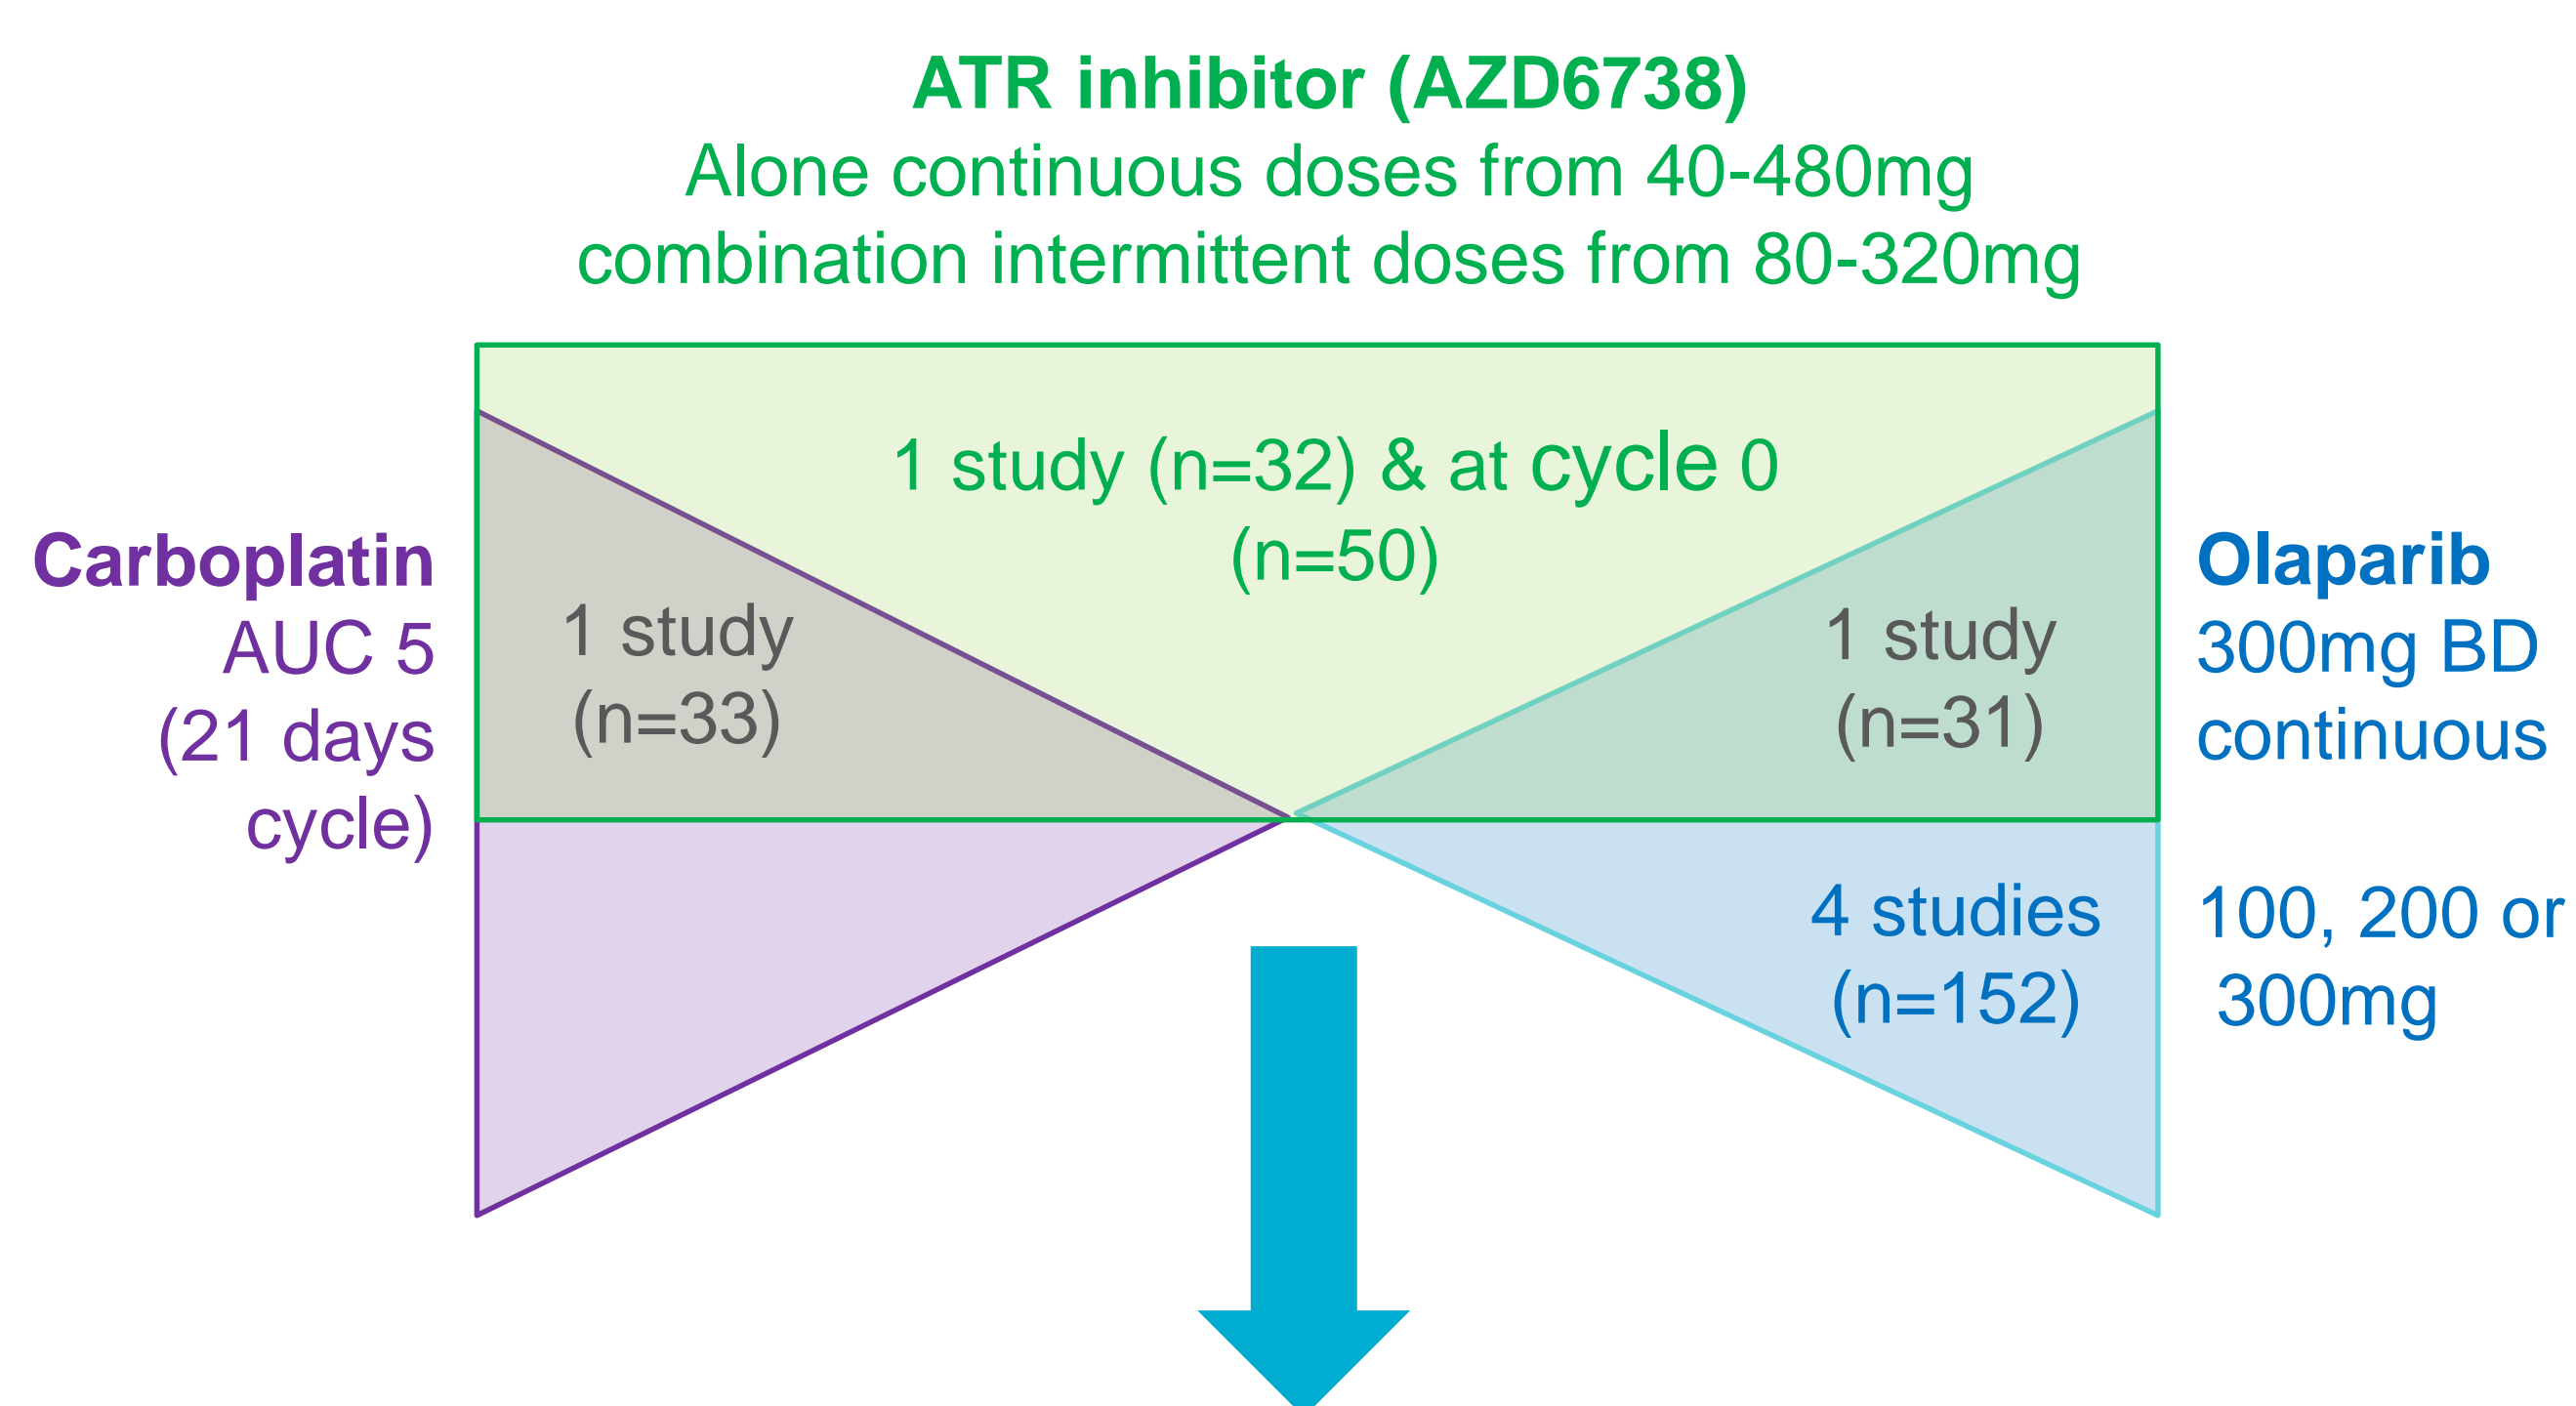 ATR inhibitor (AZD6738)
Alone continuous doses from 40-480mg
combination intermittent doses from 80-320mg
1 study (n=32) & at cycle 0
(n=50)
Carboplatin
AUC 5
(21 days
cycle)
1 study
(n=33)
1 study
(n=31)
Olaparib
300mg BD
continuous
4 studies
(n=152)
100, 200 or
300mg